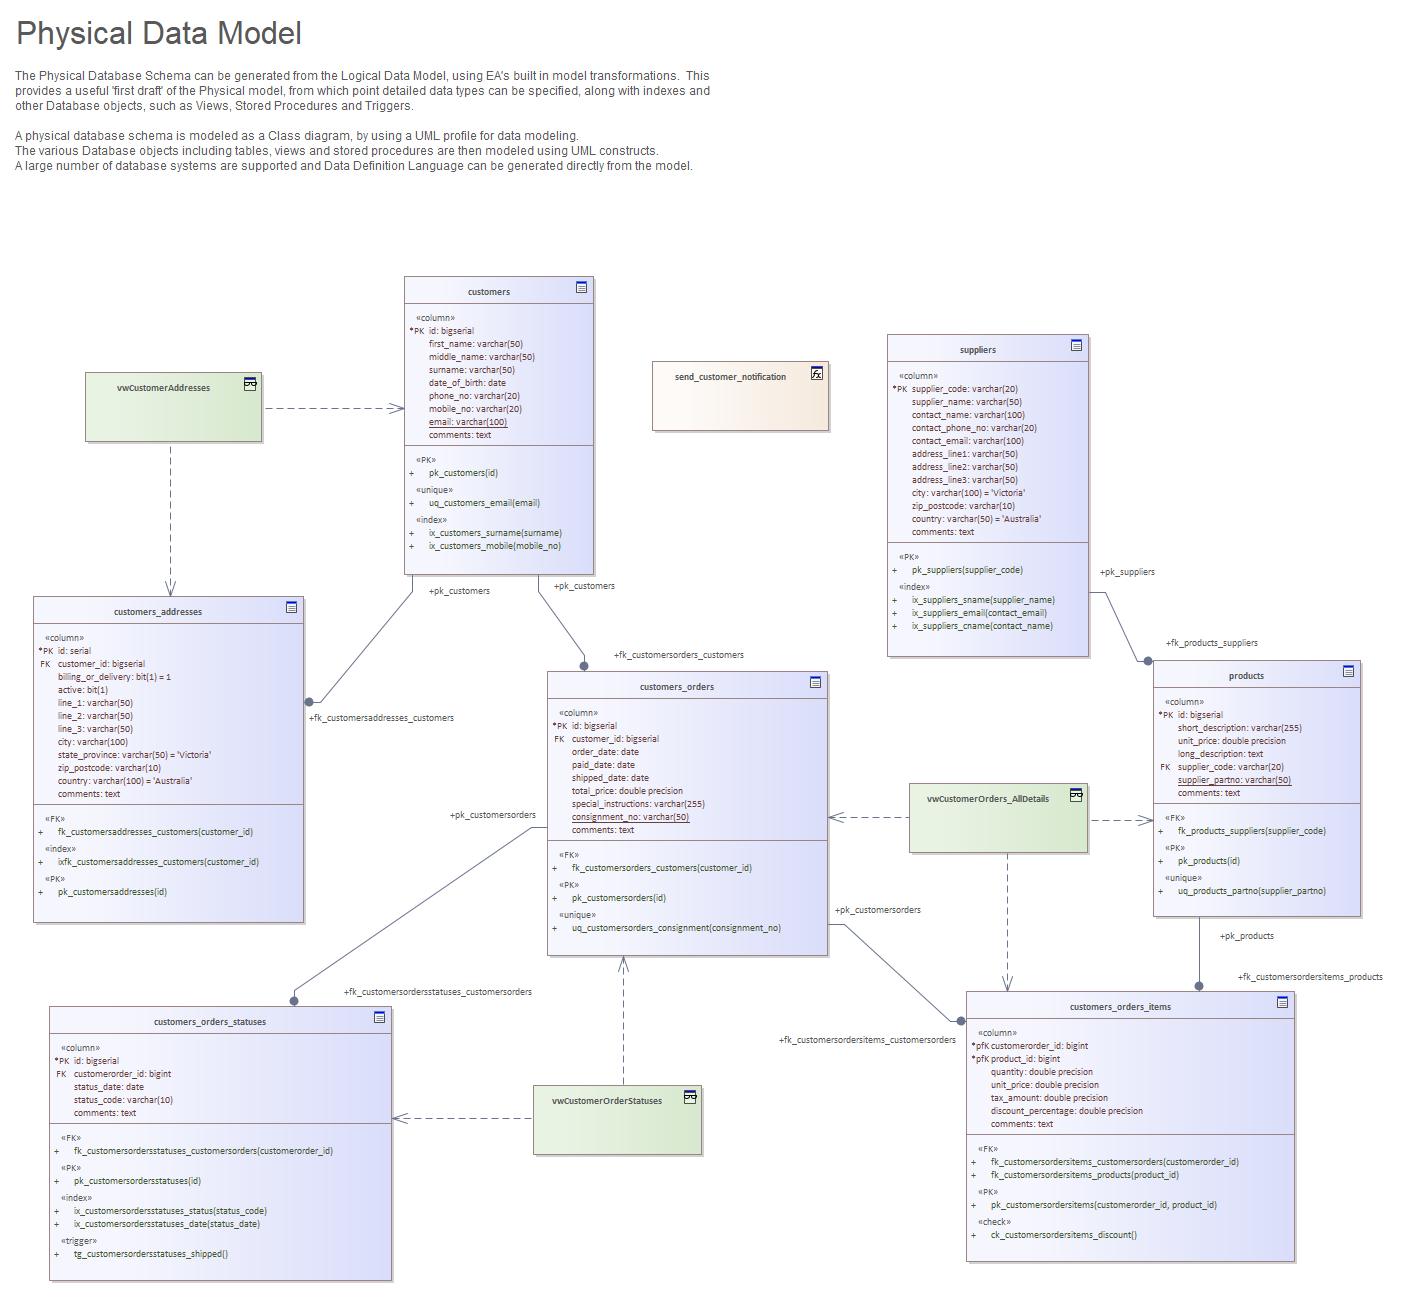 Physical Data Model
The Physical Database Schema can be generated from the Logical Data Model, using EA's built in model transformations.  This
provides a useful 'first draft' of the Physical model, from which point detailed data types can be specified, along with indexes and
other Database objects, such as Views, Stored Procedures and Triggers.
A physical database schema is modeled as a Class diagram, by using a UML profile for data modeling.
The various Database objects including tables, views and stored procedures are then modeled using UML constructs.
A large number of database systems are supported and Data Definition Language can be generated directly from the model.
customers
«column»
*PK id: bigserial
first_name: varchar(50)
middle_name: varchar(50)
surname: varchar(50)
date_of_birth: date
phone_no: varchar(20)
mobile_no: varchar(20)
email: varchar(100)
comments: text
«PK»
+ pk_customers(id)
«unique»
+ uq_customers_email(email)
«index»
+ ix_customers_surname(surname)
+ ix_customers_mobile(mobile_no)
vwCustomerAddresses
send_customer_notification
suppliers
«column»
*PK supplier_code: varchar(20)
supplier_name: varchar(50)
contact_name: varchar(100)
contact_phone_no: varchar(20)
contact_email: varchar(100)
address_line1: varchar(50)
address_line2: varchar(50)
address_line3: varchar(50)
city: varchar(100) = 'Victoria'
zip_postcode: varchar(10)
country: varchar(50) = 'Australia'
comments: text
«PK»
+ pk_suppliers(supplier_code)
«index»
+ ix_suppliers_sname(supplier_name)
+ ix_suppliers_email(contact_email)
+ ix_suppliers_cname(contact_name)
+pk_customers
+pk_customers
+pk_suppliers
+fk_products_suppliers
+fk_customersorders_customers
+fk_customersaddresses_customers
customers_addresses
«column»
*PK id: serial
FK customer_id: bigserial
billing_or_delivery: bit(1) = 1
active: bit(1)
line_1: varchar(50)
line_2: varchar(50)
line_3: varchar(50)
city: varchar(100)
state_province: varchar(50) = 'Victoria'
zip_postcode: varchar(10)
country: varchar(100) = 'Australia'
comments: text
«FK»
+ fk_customersaddresses_customers(customer_id)
«index»
+ ixfk_customersaddresses_customers(customer_id)
«PK»
+ pk_customersaddresses(id)
customers_orders
«column»
*PK id: bigserial
FK customer_id: bigserial
order_date: date
paid_date: date
shipped_date: date
total_price: double precision
special_instructions: varchar(255)
consignment_no: varchar(50)
comments: text
«FK»
+ fk_customersorders_customers(customer_id)
«PK»
+ pk_customersorders(id)
«unique»
+ uq_customersorders_consignment(consignment_no)
products
«column»
*PK id: bigserial
short_description: varchar(255)
unit_price: double precision
long_description: text
FK supplier_code: varchar(20)
supplier_partno: varchar(50)
comments: text
«FK»
+ fk_products_suppliers(supplier_code)
«PK»
+ pk_products(id)
«unique»
+ uq_products_partno(supplier_partno)
vwCustomerOrders_AllDetails
+pk_customersorders
+pk_customersorders
+pk_products
+fk_customersordersitems_products
+fk_customersordersstatuses_customersorders
+fk_customersordersitems_customersorders
customers_orders_statuses
«column»
*PK id: bigserial
FK customerorder_id: bigint
status_date: date
status_code: varchar(10)
comments: text
«FK»
+ fk_customersordersstatuses_customersorders(customerorder_id)
«PK»
+ pk_customersordersstatuses(id)
«index»
+ ix_customersordersstatuses_status(status_code)
+ ix_customersordersstatuses_date(status_date)
«trigger»
+ tg_customersordersstatuses_shipped()
vwCustomerOrderStatuses
customers_orders_items
«column»
*pfK customerorder_id: bigint
*pfK product_id: bigint
quantity: double precision
unit_price: double precision
tax_amount: double precision
discount_percentage: double precision
comments: text
«FK»
+ fk_customersordersitems_customersorders(customerorder_id)
+ fk_customersordersitems_products(product_id)
«PK»
+ pk_customersordersitems(customerorder_id, product_id)
«check»
+ ck_customersordersitems_discount()